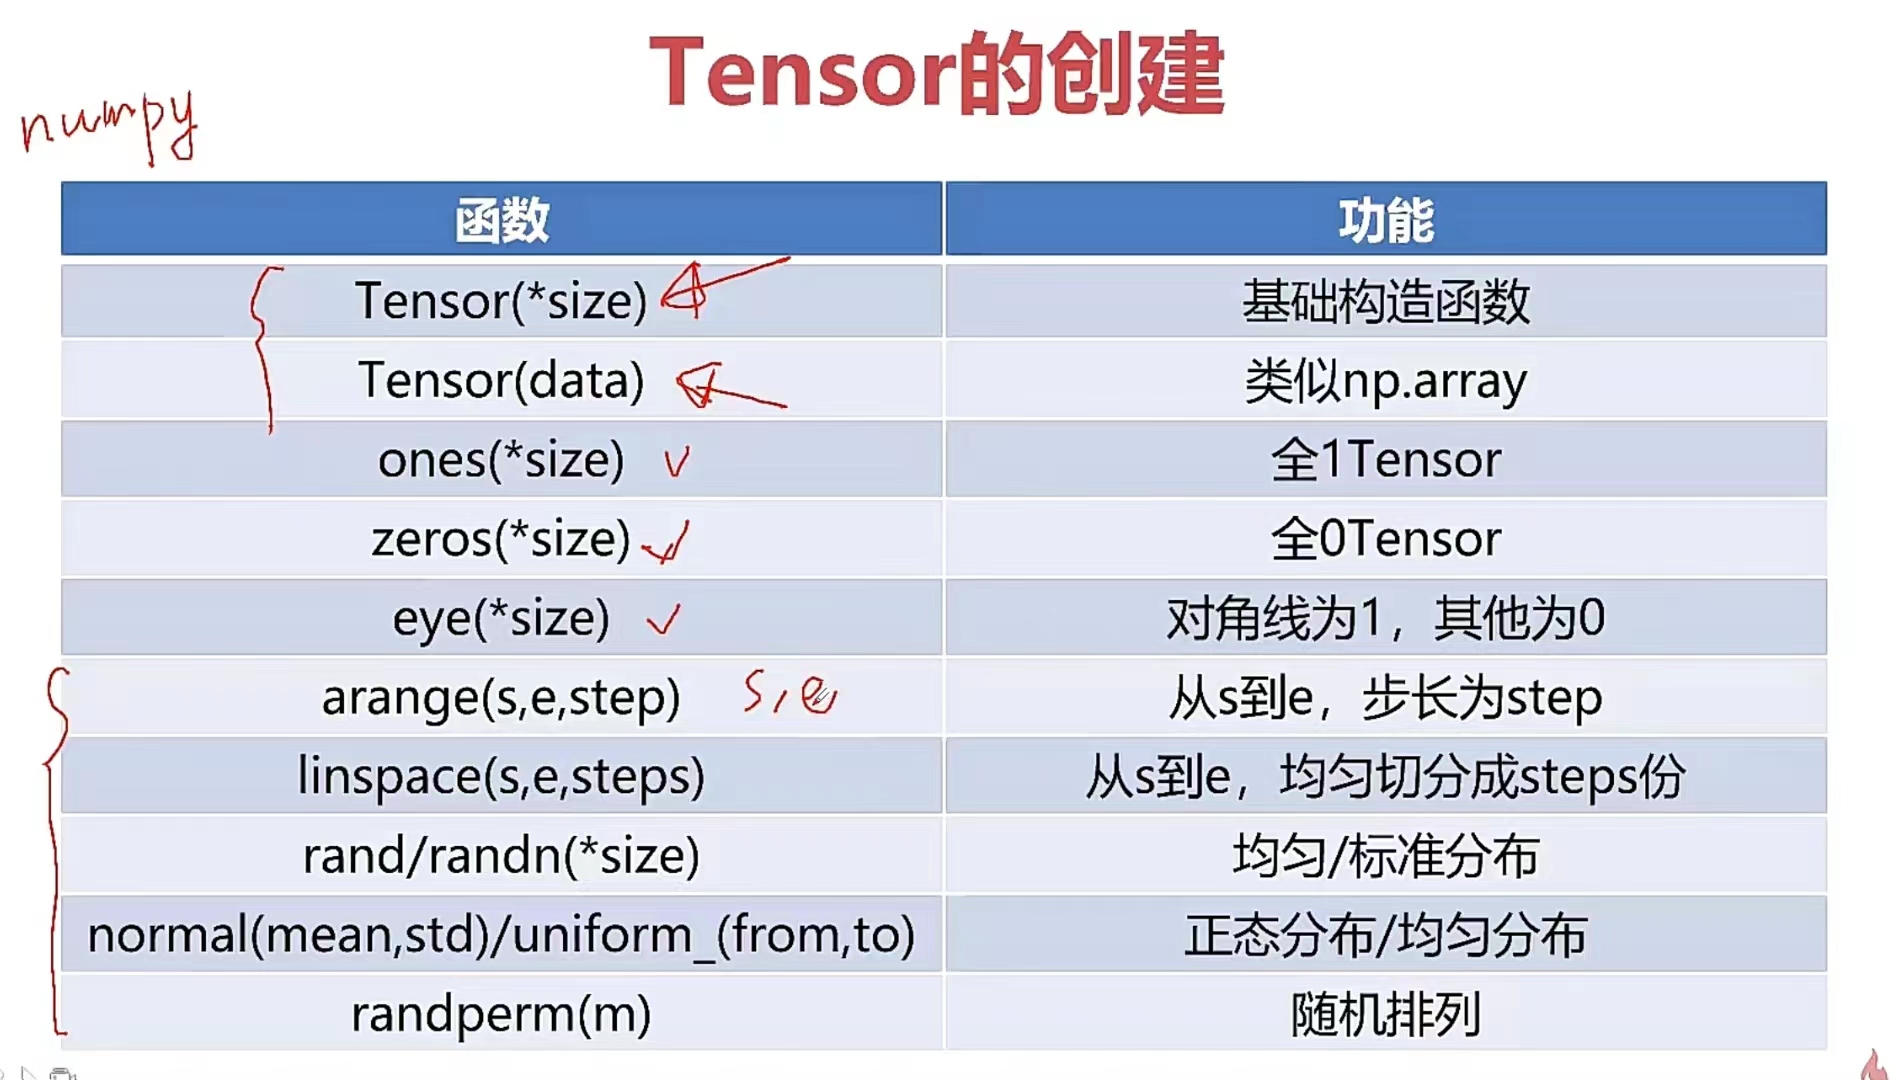 Tensor的创建
numpy
函数 功能
Tensor(*size) 基础构造函数
Tensor(data) 类似np.array
ones(*size) 全1Tensor
zeros(*size) 全0Tensor
eye(*size) 对角线为1，其他为0
arange(s,e,step) s,e 从s到e，步长为step
linspace(s,e,steps) 从s到e，均匀切分成steps份
rand/randn(*size) 均匀/标准分布
normal(mean,std)/uniform_(from,to) 正态分布/均匀分布
randperm(m) 随机排列